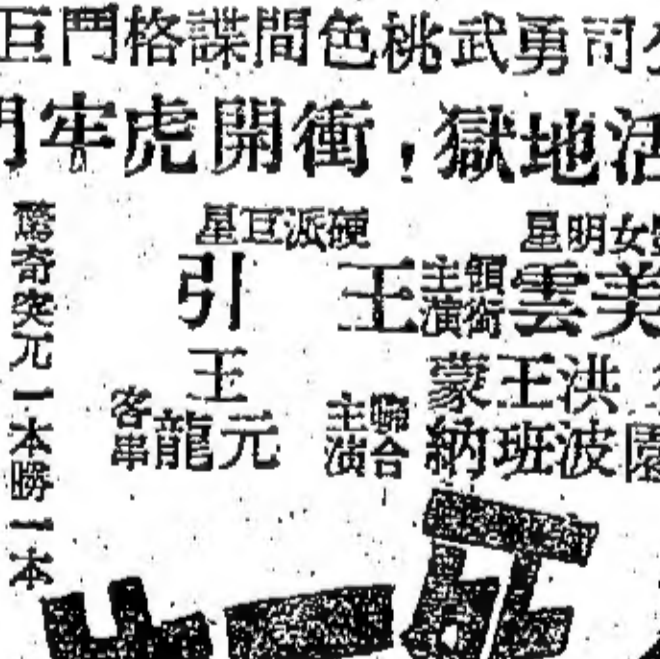 司勇武桃色間諜格鬥巨
活地獄！衝開虎牢門
女明星
美雲
領銜主演
硬派巨星
王引
洪波
王班
蒙納
聯合主演
王元龍
客串
驚奇突兀一本勝一本